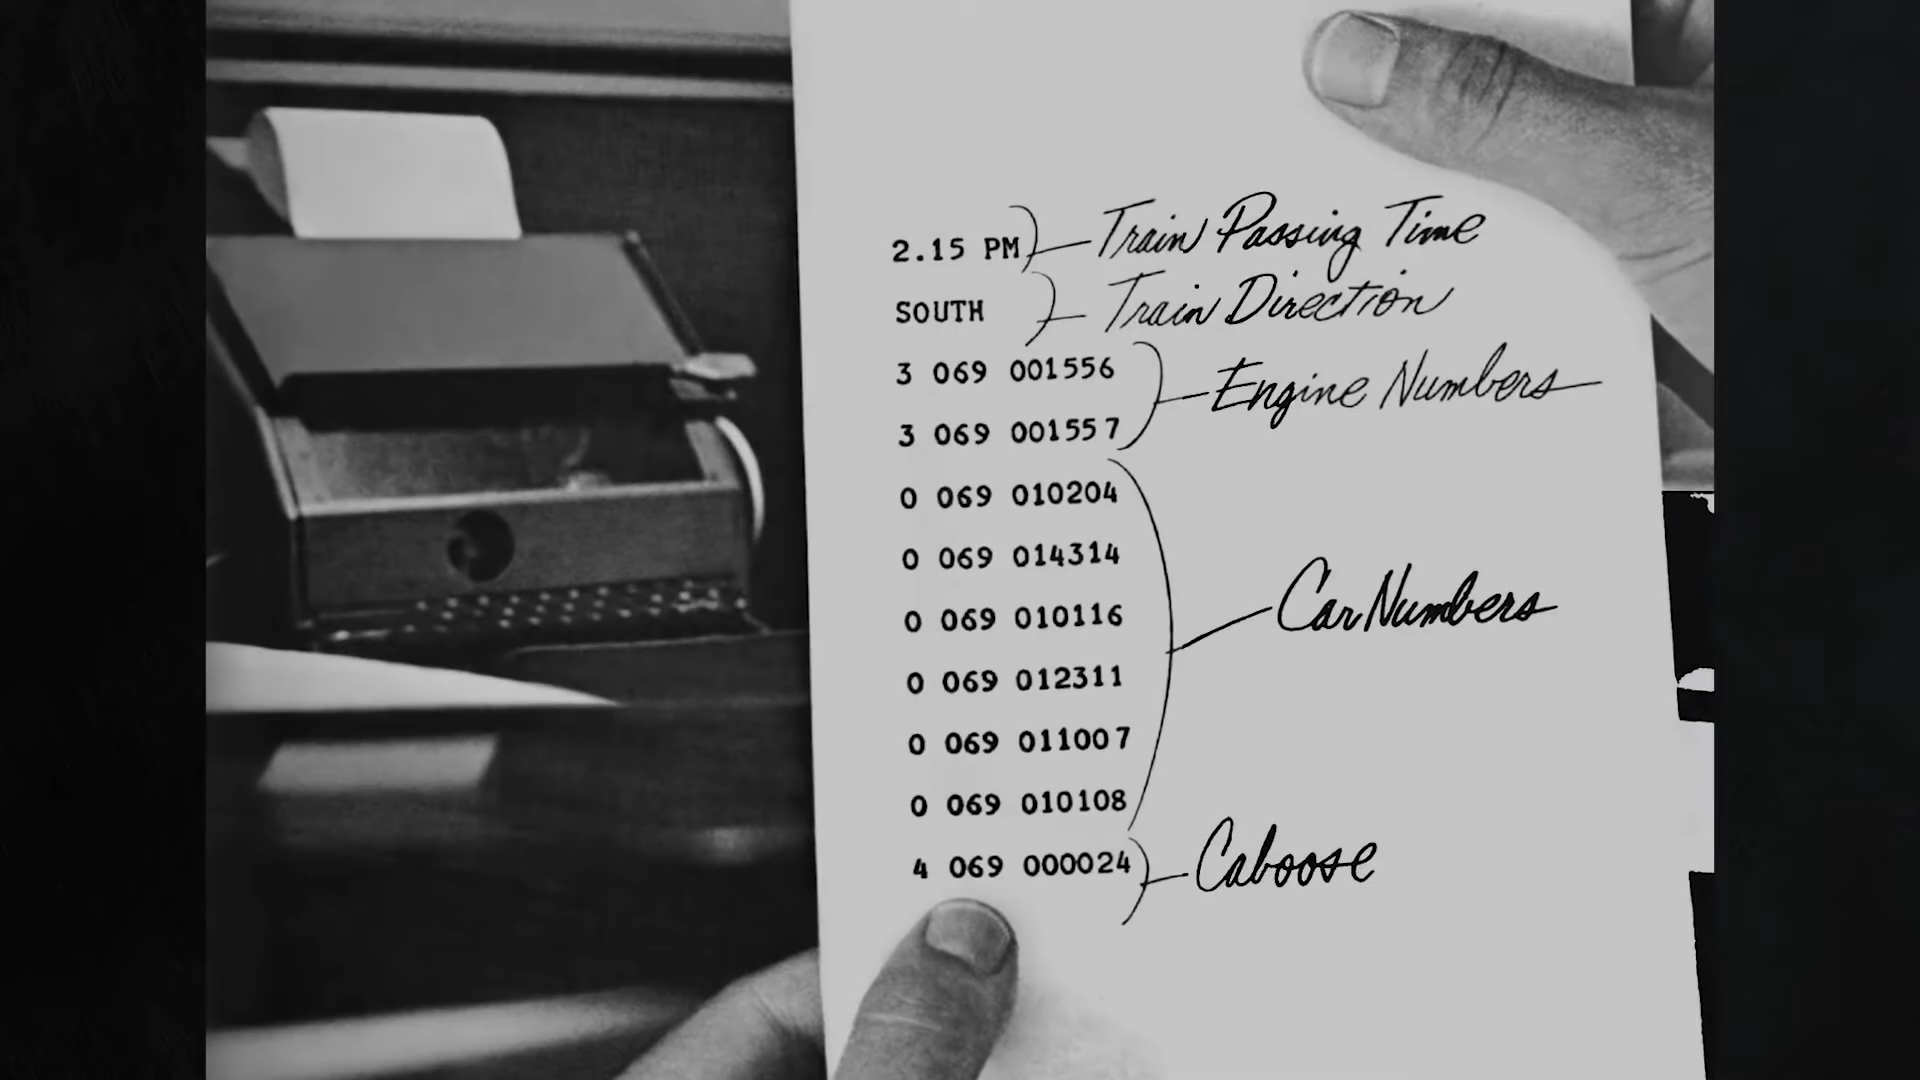 2.15 PM Train Passing Time
SOUTH Train Direction
3 069 001556
Engine Numbers
3 069 001557
0 069 010204
0 069 014314
0 069 010116
Car Numbers
0 069 012311
0 069 011007
0 069 010108
4 069 000024 Caboose